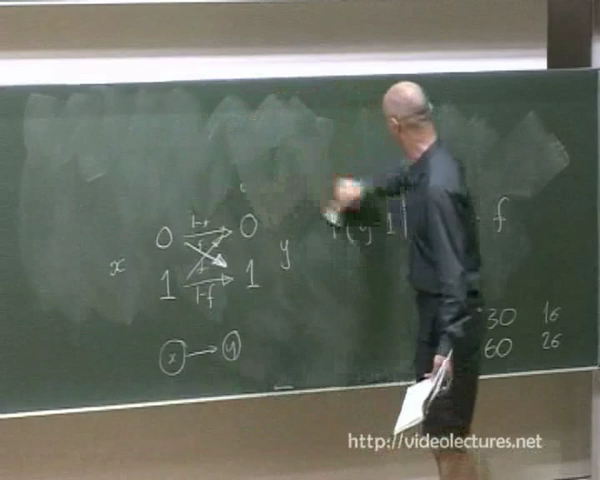 0 1-f 0
x y
1 1-f 1
x → y
f
30 16
60 26
http://videolectures.net